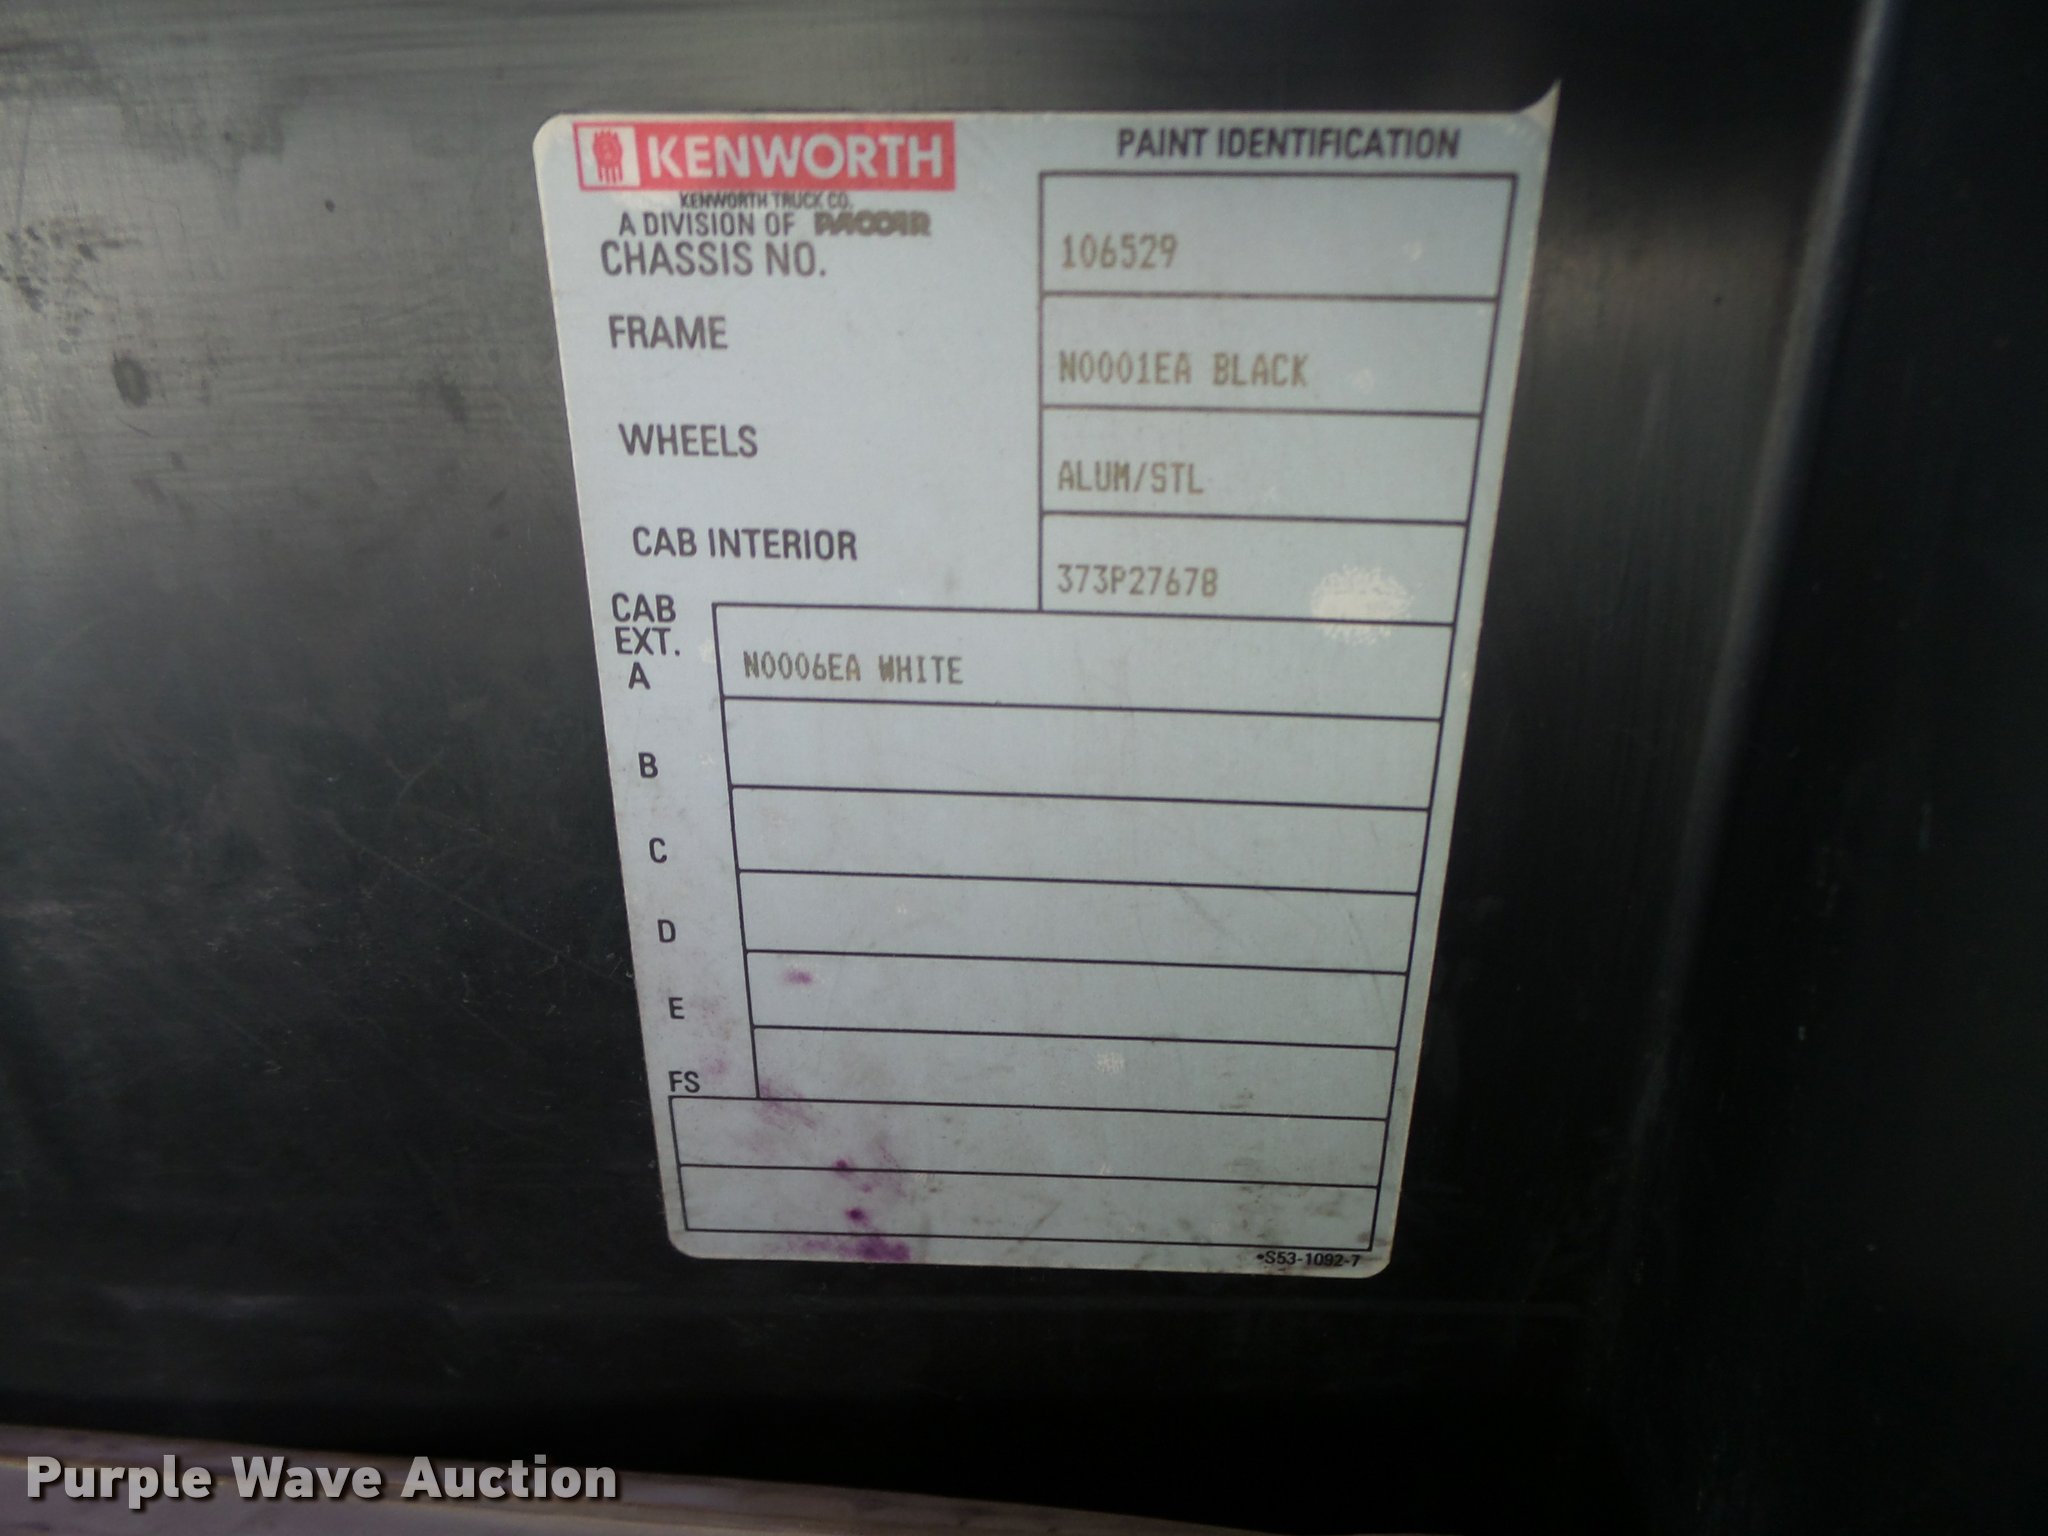 KENWORTH
PAINT IDENTIFICATION
KENWORTH TRUCK CO.
A DIVISION OF PACCAR
CHASSIS NO. 106529
FRAME N0001EA BLACK
WHEELS ALUM/STL
CAB INTERIOR 373P27678
CAB
EXT.
A N0006EA WHITE
B
C
D
E
FS
*S53-1092-7
Purple Wave Auction